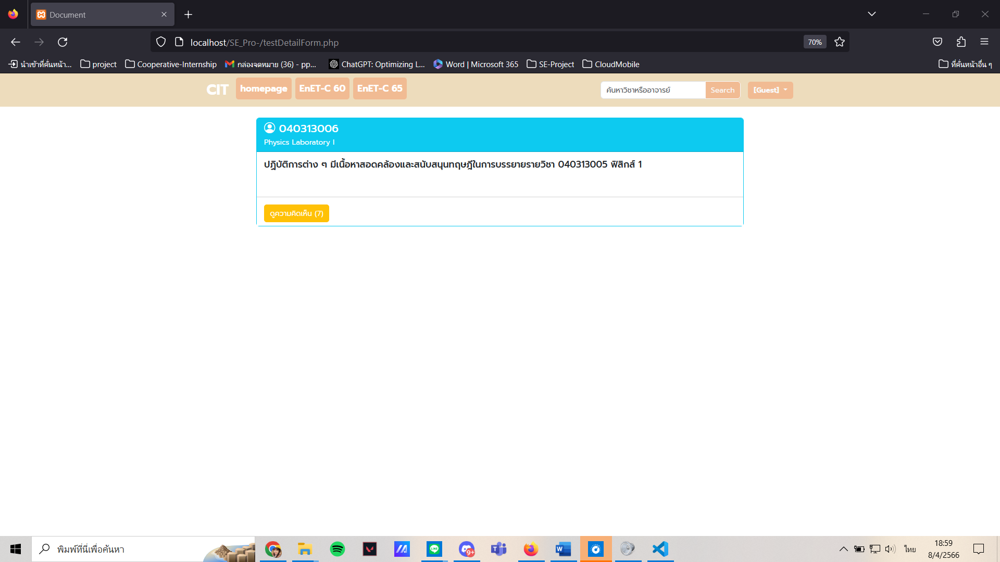 Document
localhost/SE_Pro-/testDetailForm.php
70%
นำเข้าที่คั่นหน้า...
project
Cooperative-Internship
กล่องจดหมาย (36) - pp...
ChatGPT: Optimizing L...
Word | Microsoft 365
SE-Project
CloudMobile
ที่คั่นหน้าอื่น ๆ
CIT
homepage
EnET-C 60
EnET-C 65
ค้นหาวิชาหรืออาจารย์
Search
[Guest]
040313006
Physics Laboratory I
ปฏิบัติการต่าง ๆ มีเนื้อหาสอดคล้องและสนับสนุนทฤษฎีในการบรรยายรายวิชา 040313005 ฟิสิกส์ 1
ดูความคิดเห็น (7)
พิมพ์ที่นี่เพื่อค้นหา
LINE
9+
T
W
ไทย
18:59
8/4/2566